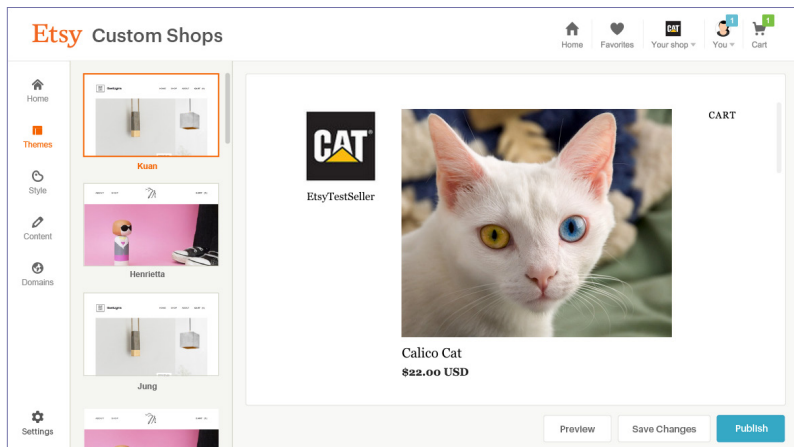 Etsy Custom Shops
Home
Favorites
Your shop
1
You
1
Cart
Home
Themes
Style
Content
Domains
Settings
Kuan
Henrietta
Jung
CAT
CAT
EtsyTestSeller
CART
Calico Cat
$22.00 USD
Preview
Save Changes
Publish